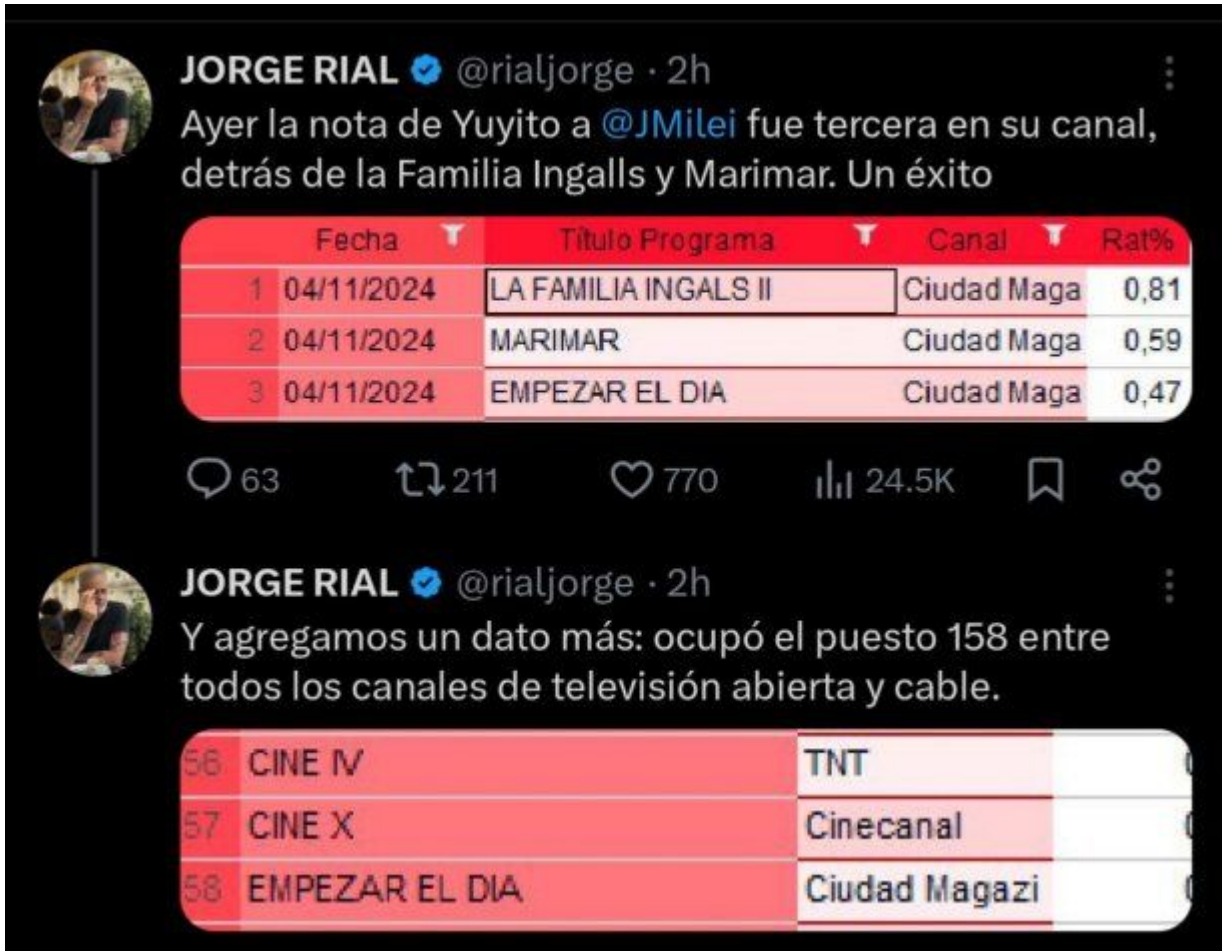 JORGE RIAL @rialjorge · 2h
Ayer la nota de Yuyito a @JMilei fue tercera en su canal,
detrás de la Familia Ingalls y Marimar. Un éxito
Fecha Título Programa Canal Rat%
1 04/11/2024 LA FAMILIA INGALS II Ciudad Maga 0,81
2 04/11/2024 MARIMAR Ciudad Maga 0,59
3 04/11/2024 EMPEZAR EL DIA Ciudad Maga 0,47
63 211 770 24.5K
JORGE RIAL @rialjorge · 2h
Y agregamos un dato más: ocupó el puesto 158 entre
todos los canales de televisión abierta y cable.
56 CINE IV TNT
57 CINE X Cinecanal
58 EMPEZAR EL DIA Ciudad Magazi